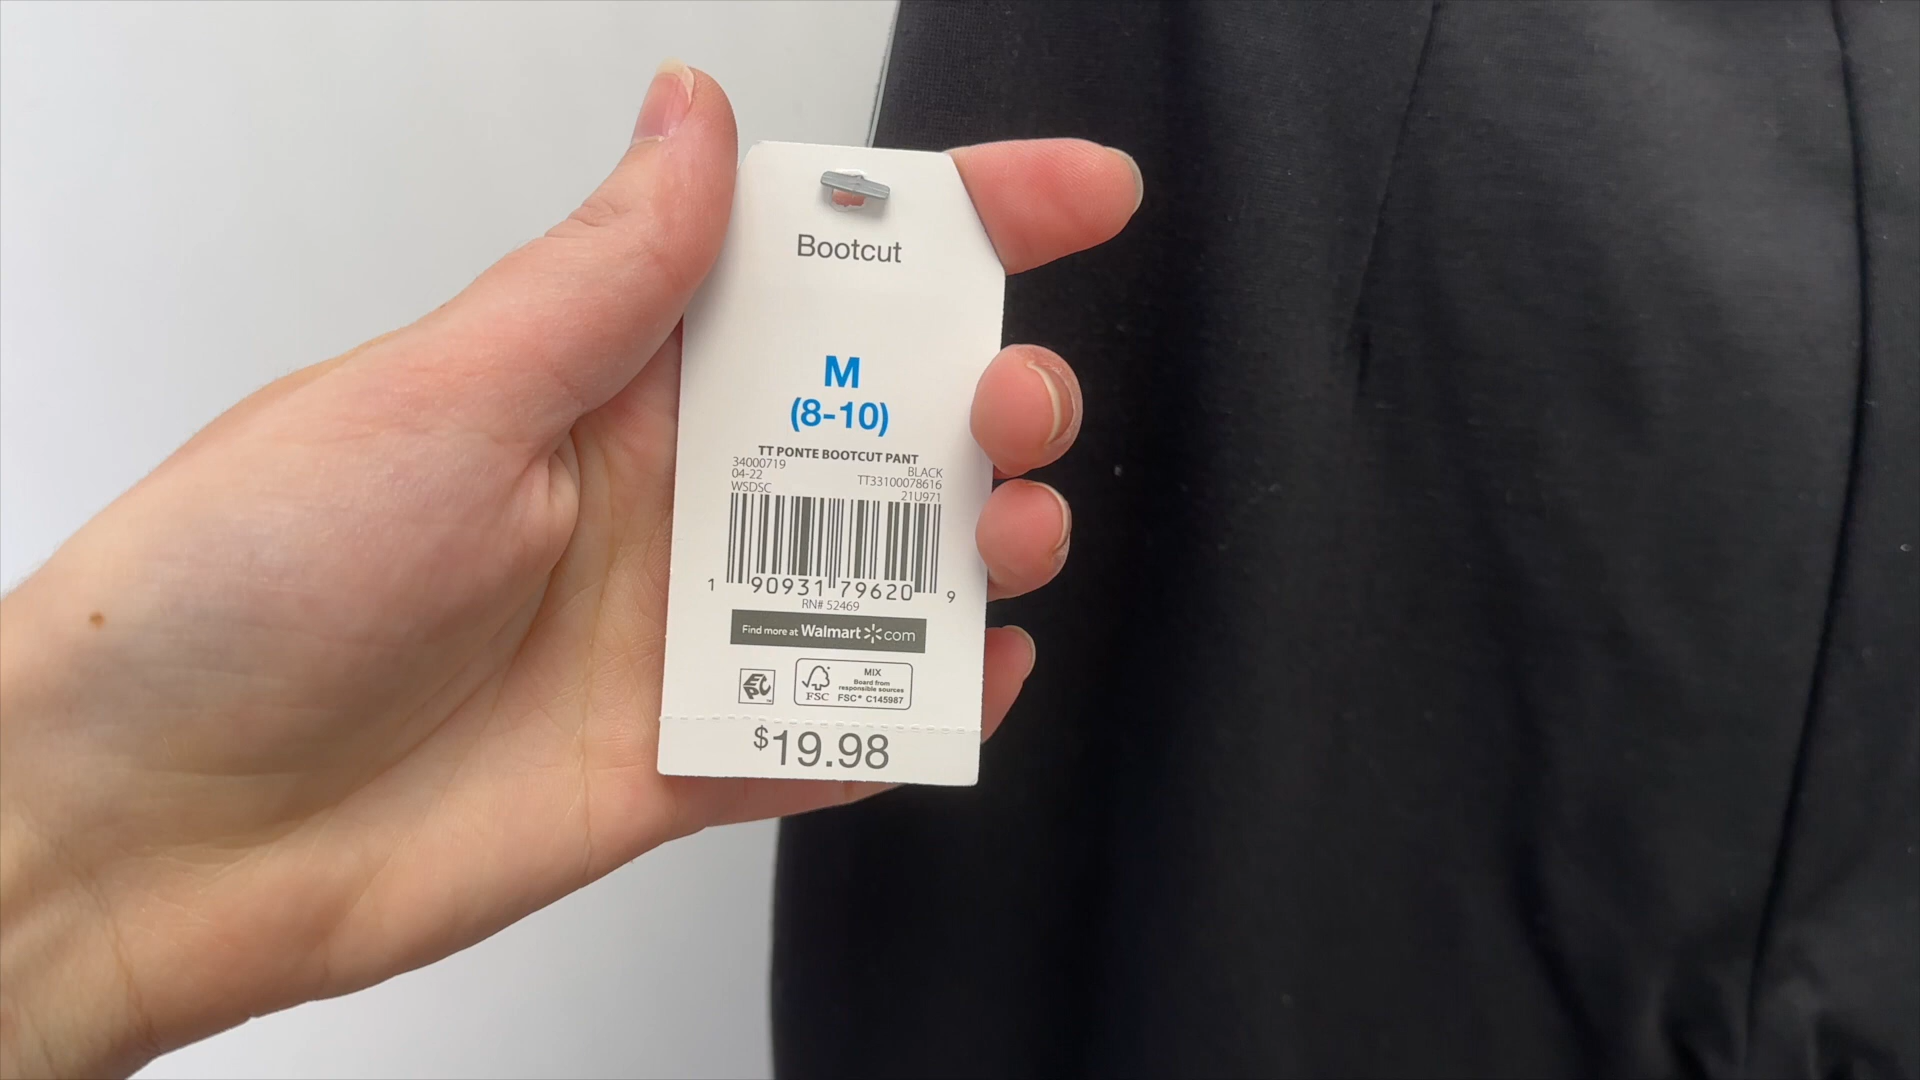 Bootcut
M
(8-10)
TT PONTE BOOTCUT PANT
34000719 BLACK
04-22 TT33100078616
WSDSC 21U971
1 90931 79620 9
RN# 52469
Find more at Walmart com
EPC
FSC
MIX
Board from
responsible sources
FSC® C145987
$19.98